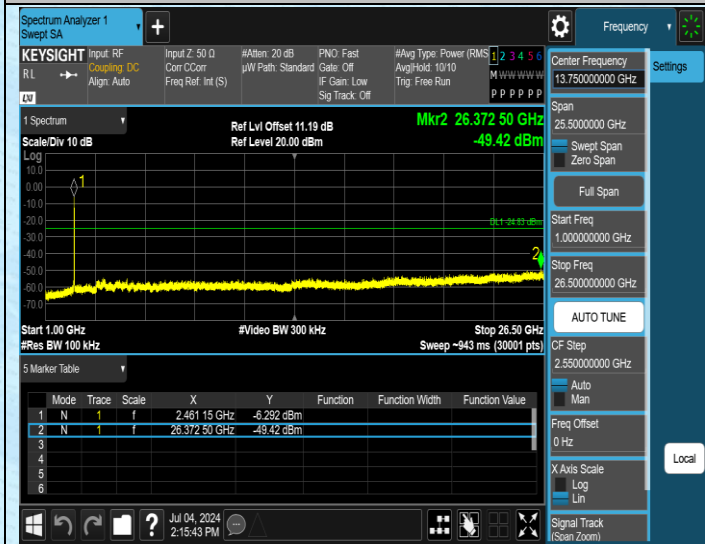 Spectrum Analyzer 1
Swept SA
+
Frequency
KEYSIGHT
RL
LXI
Input: RF
Coupling: DC
Align: Auto
Input Z: 50 Ω
Corr CCorr
Freq Ref: Int (S)
#Atten: 20 dB
µW Path: Standard
PNO: Fast
Gate: Off
IF Gain: Low
Sig Track: Off
#Avg Type: Power (RMS
Avg|Hold: 10/10
Trig: Free Run
1 2 3 4 5 6
M W W W W W
P P P P P P
Settings
Center Frequency
13.750000000 GHz
Span
25.5000000 GHz
Swept Span
Zero Span
Full Span
Start Freq
1.000000000 GHz
Stop Freq
26.500000000 GHz
AUTO TUNE
CF Step
2.550000000 GHz
Auto
Man
Freq Offset
0 Hz
X Axis Scale
Log
Lin
Signal Track
(Span Zoom)
Local
1 Spectrum
Scale/Div 10 dB
Ref Lvl Offset 11.19 dB
Ref Level 20.00 dBm
Mkr2 26.372 50 GHz
-49.42 dBm
Log
10.0
0.00
-10.0
-20.0
-30.0
-40.0
-50.0
-60.0
-70.0
1
DL1 -24.83 dBm
2
Start 1.00 GHz
#Video BW 300 kHz
Stop 26.50 GHz
#Res BW 100 kHz
Sweep ~943 ms (30001 pts)
5 Marker Table
Mode Trace Scale X Y Function Function Width Function Value
1 N 1 f 2.461 15 GHz -6.292 dBm
2 N 1 f 26.372 50 GHz -49.42 dBm
3
4
5
6
?
Jul 04, 2024
2:15:43 PM